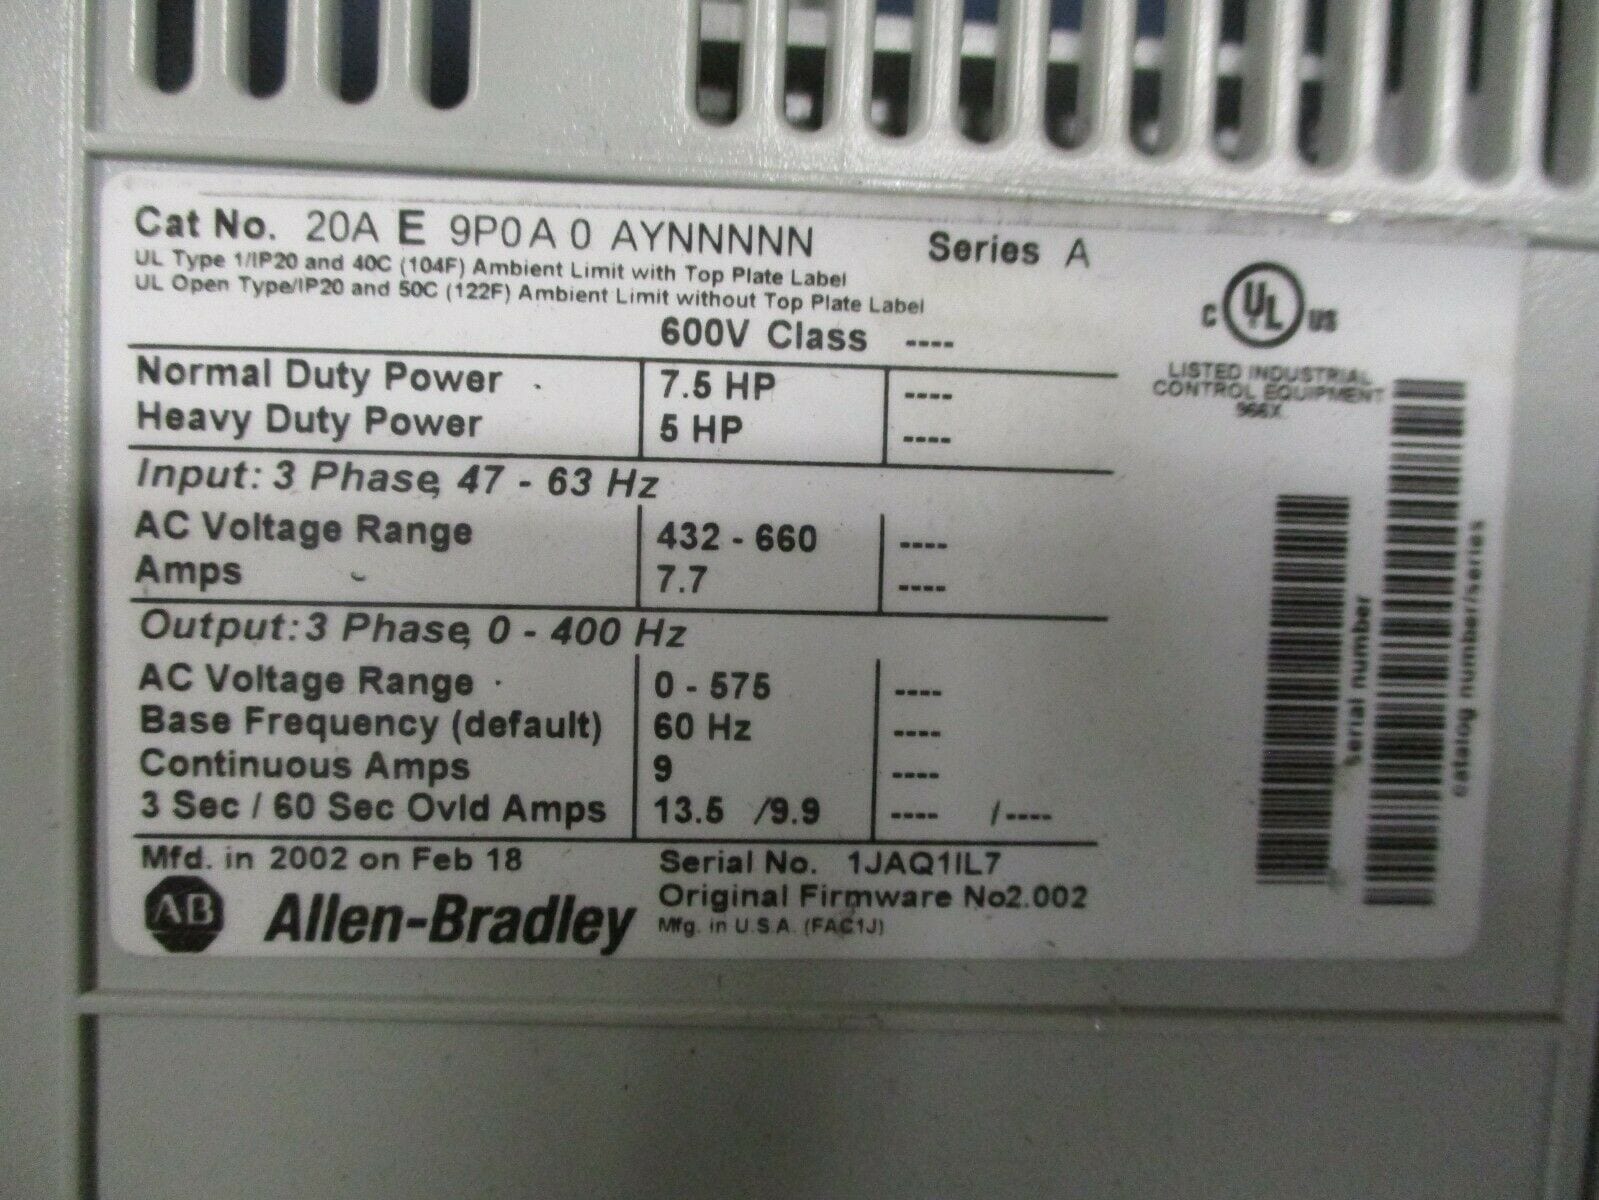 Cat No. 20A E 9P0A 0 AYNNNNN Series A
UL Type 1/IP20 and 40C (104F) Ambient Limit with Top Plate Label
UL Open Type/IP20 and 50C (122F) Ambient Limit without Top Plate Label
600V Class ----
C UL US
LISTED INDUSTRIAL
CONTROL EQUIPMENT
966X
Normal Duty Power 7.5 HP ----
Heavy Duty Power 5 HP ----
Input: 3 Phase, 47 - 63 Hz
AC Voltage Range 432 - 660 ----
Amps 7.7 ----
Output: 3 Phase, 0 - 400 Hz
AC Voltage Range 0 - 575 ----
Base Frequency (default) 60 Hz ----
Continuous Amps 9 ----
3 Sec / 60 Sec Ovld Amps 13.5 /9.9 ---- /----
Mfd. in 2002 on Feb 18 Serial No. 1JAQ1IL7
Original Firmware No2.002
AB Allen-Bradley Mfg. in U.S.A. (FAC1J)
serial number
catalog number/series